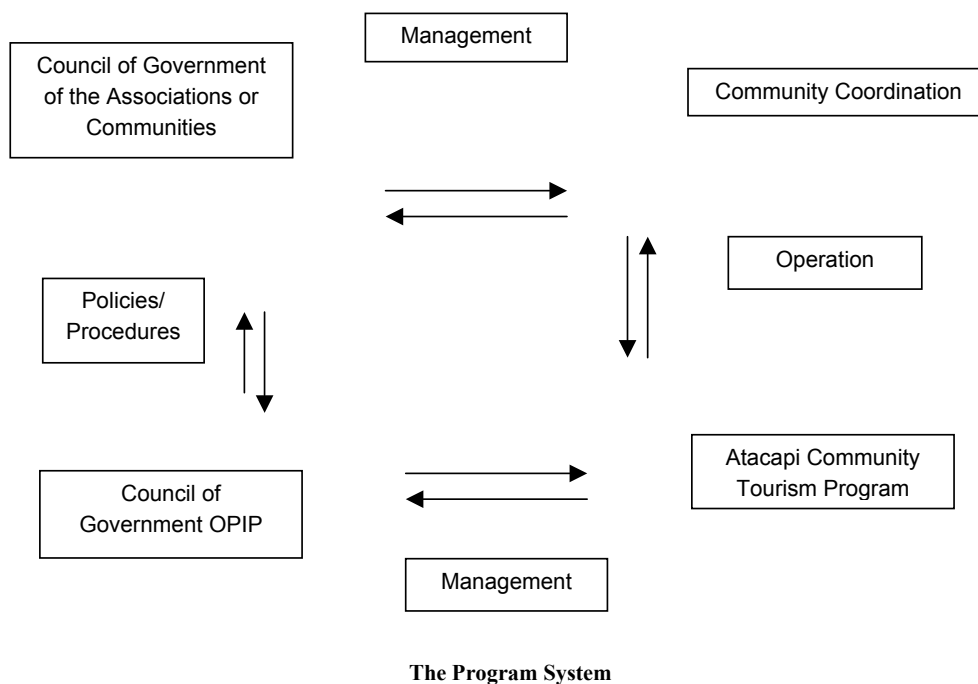 Management
Council of Government
of the Associations or
Communities
Community Coordination
Operation
Policies/
Procedures
Atacapi Community
Tourism Program
Council of
Government OPIP
Management
The Program System